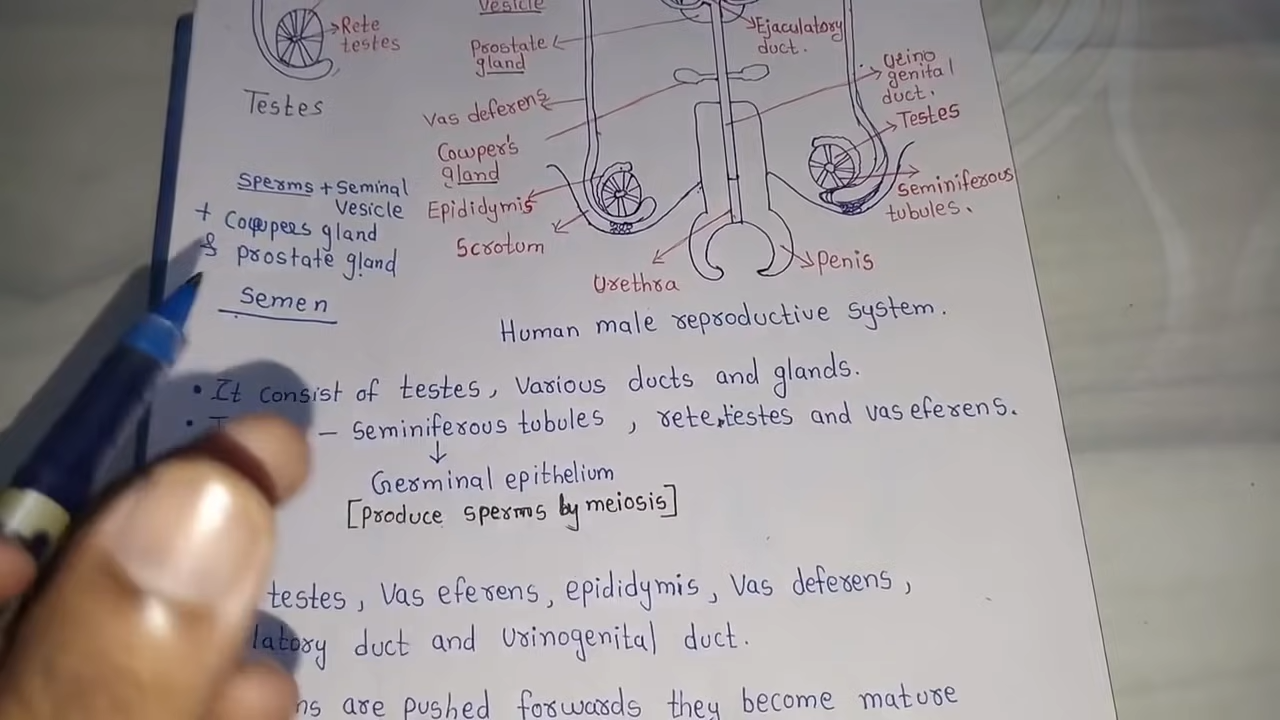 Rete
testes
Testes
Vesicle
Prostate
gland
Vas deferens
Cowper's
gland
Epididymis
Scrotum
Urethra
Ejaculatory
duct.
Urino
genital
duct.
Testes
Seminiferous
tubules.
Penis
Sperms + Seminal
Vesicle
+ Cowpers gland
& prostate gland
Semen
Human male reproductive system.
• It consist of testes, Various ducts and glands.
• – Seminiferous tubules, rete testes and vas eferens.
↓
Germinal epithelium
[Produce sperms by meiosis]
testes, Vas eferens, epididymis, Vas deferens,
latory duct and Urinogenital duct.
ns are pushed forwards they become mature